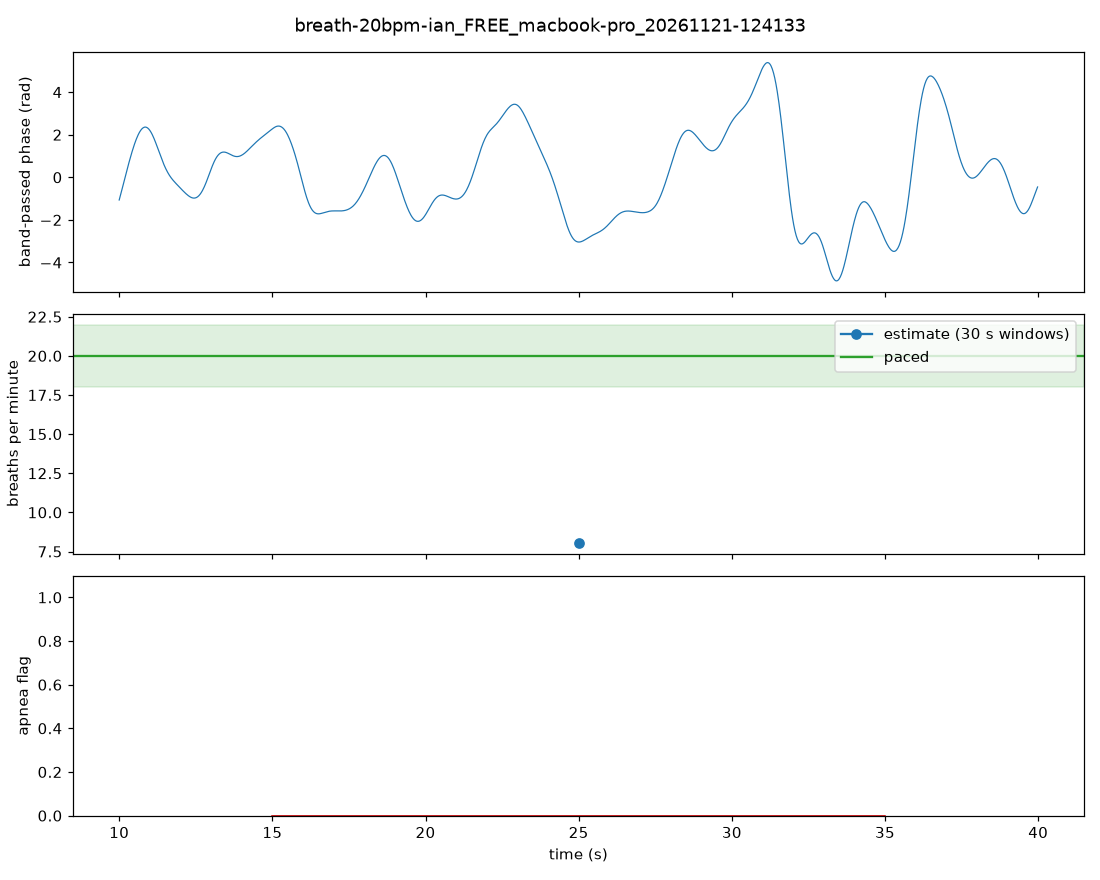 breath-20bpm-ian_FREE_macbook-pro_20261121-124133
band-passed phase (rad)
4
2
0
−2
−4
breaths per minute
22.5
20.0
17.5
15.0
12.5
10.0
7.5
estimate (30 s windows)
paced
apnea flag
1.0
0.8
0.6
0.4
0.2
0.0
10 15 20 25 30 35 40
time (s)